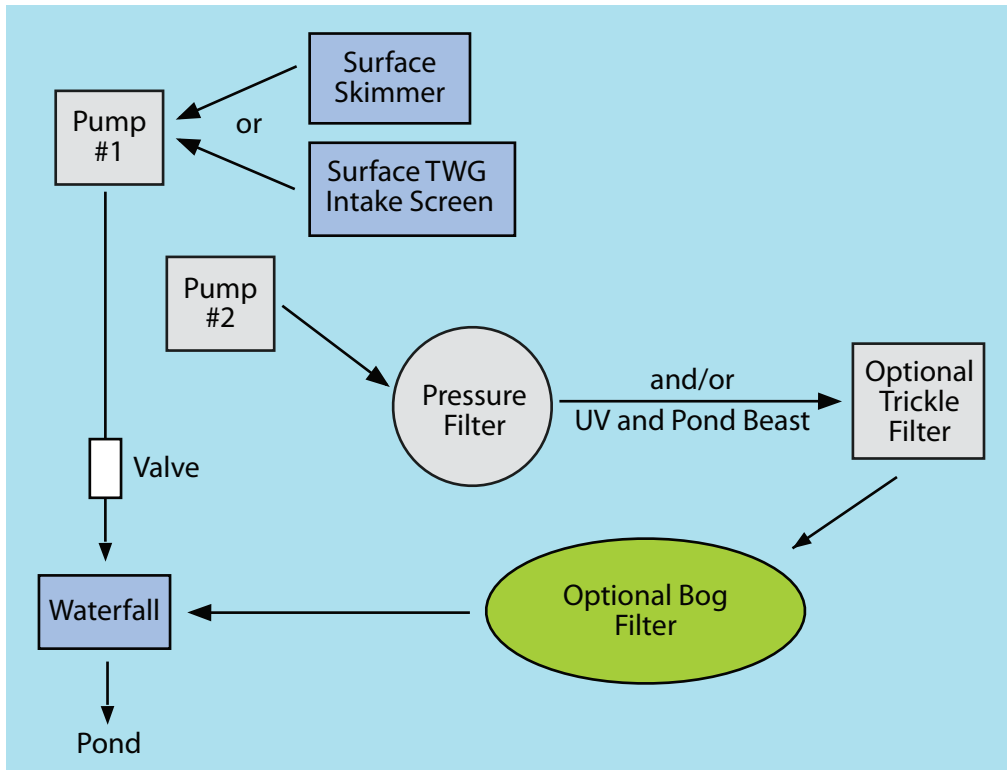 Surface
Skimmer
Pump
#1
or
Surface TWG
Intake Screen
Pump
#2
Pressure
Filter
and/or
UV and Pond Beast
Optional
Trickle
Filter
Valve
Optional Bog
Filter
Waterfall
Pond